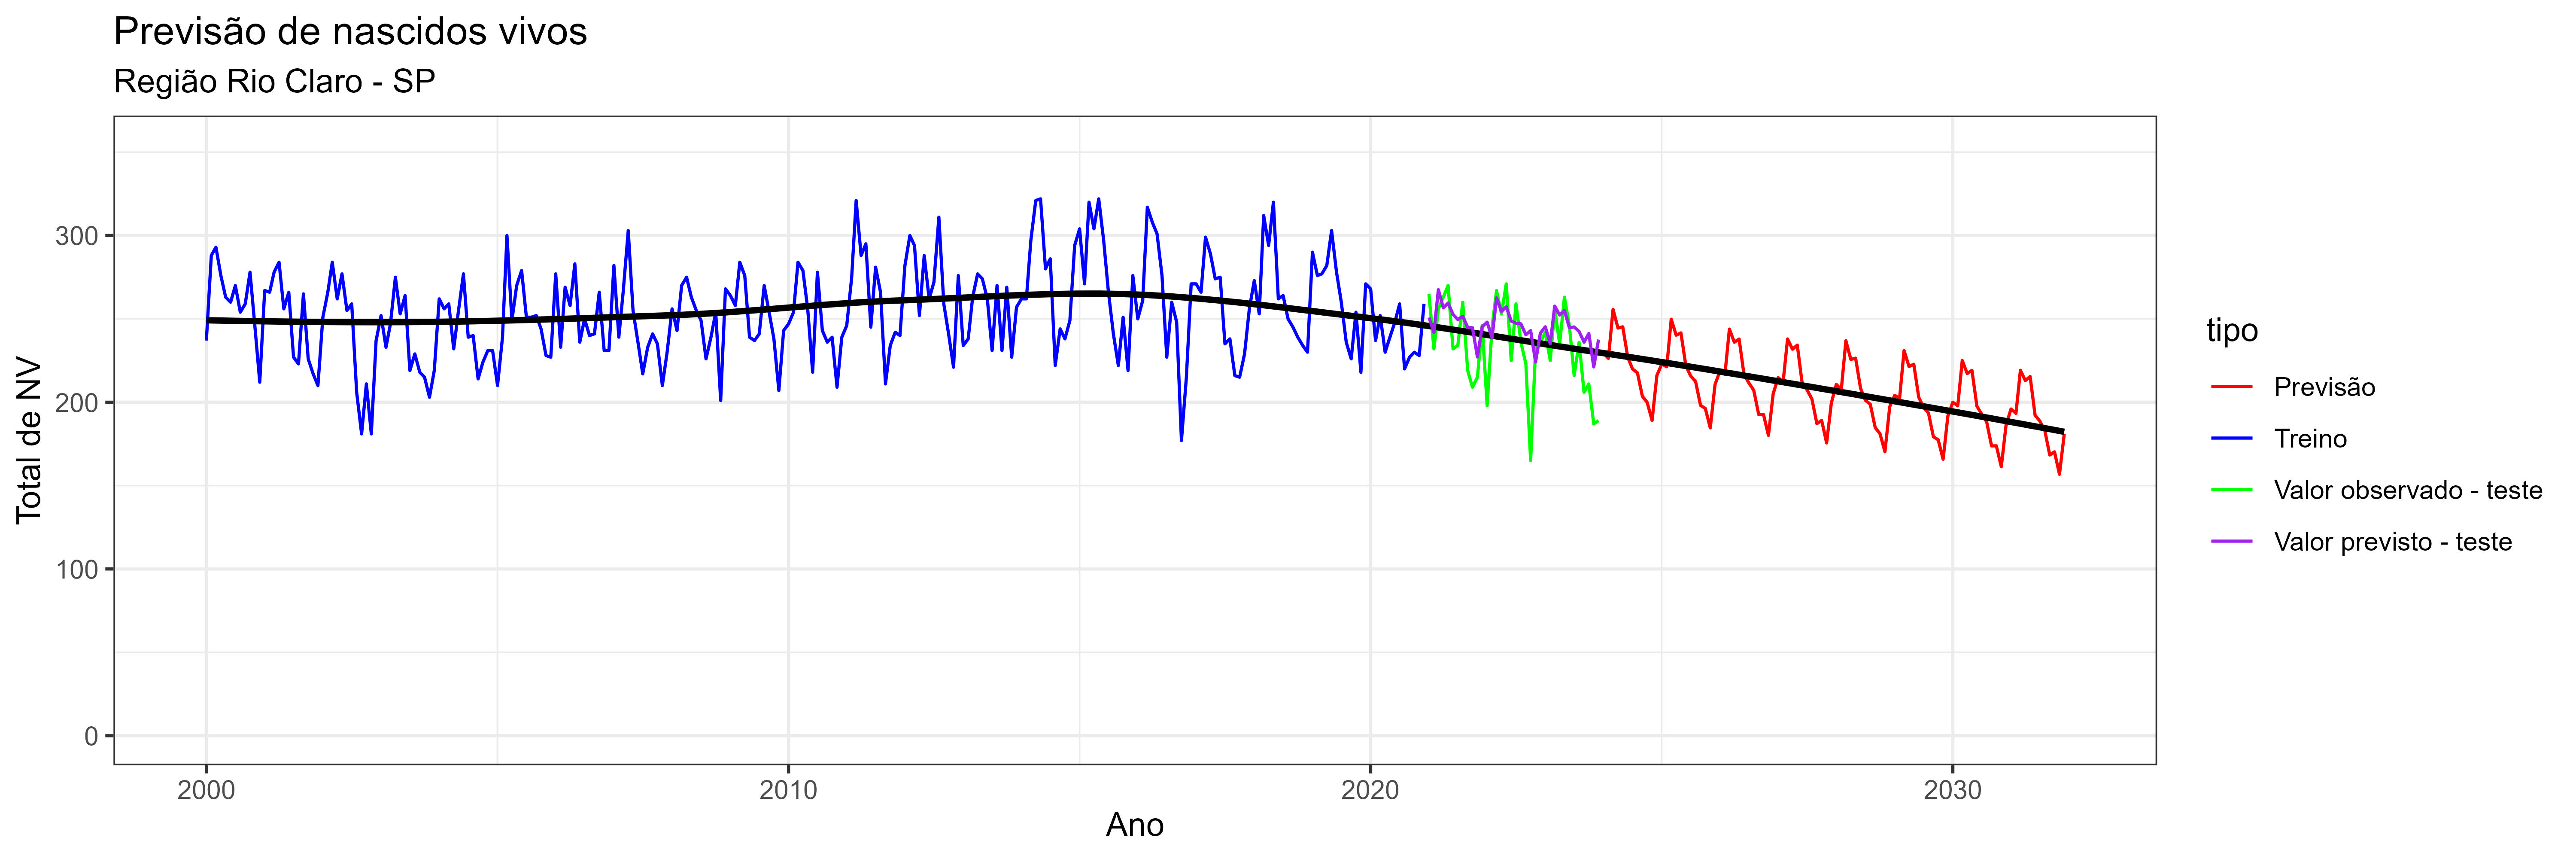 Previsão de nascidos vivos
Região Rio Claro - SP
Total de NV
300
200
100
0
2000
2010
2020
2030
Ano
tipo
Previsão
Treino
Valor observado - teste
Valor previsto - teste